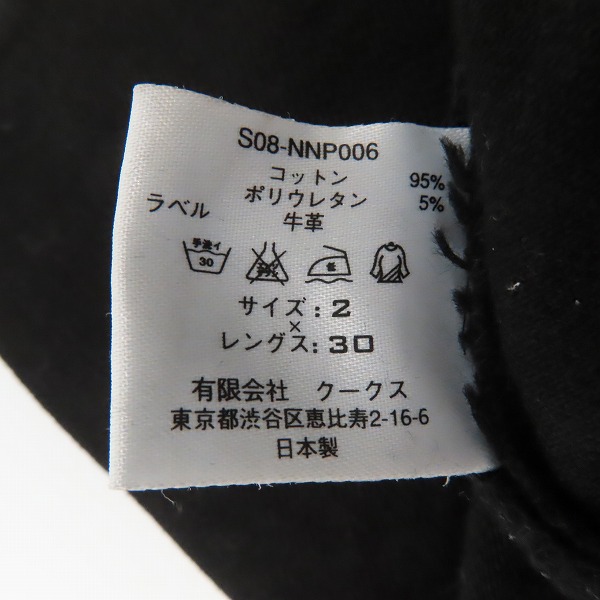 S08-NNP006
コットン 95%
ポリウレタン 5%
ラベル 牛革
手洗イ
30
低
サイズ:2
×
レングス:30
有限会社 クークス
東京都渋谷区恵比寿2-16-6
日本製